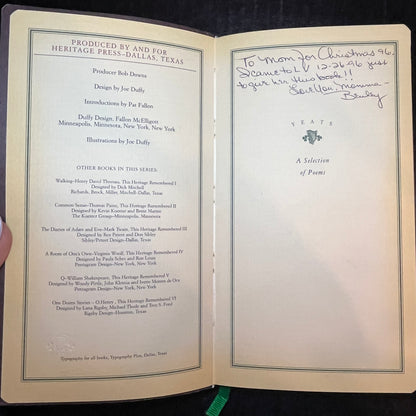 PRODUCED BY AND FOR
HERITAGE PRESS–DALLAS, TEXAS
Producer Bob Downs
Design by Joe Duffy
Introductions by Pat Fallon
Duffy Design, Fallon McElligott
Minneapolis, Minnesota, New York, New York
Illustrations by Joe Duffy
OTHER BOOKS IN THIS SERIES:
Walking–Henry David Thoreau, This Heritage Remembered I
Designed by Dick Mitchell
Richards, Brock, Miller, Mitchell–Dallas, Texas
Common Sense–Thomas Paine, This Heritage Remembered II
Designed by Kevin Kuester and Brent Marmo
The Kuester Group–Minneapolis, Minnesota
The Diaries of Adam and Eve–Mark Twain, This Heritage Remembered III
Designed by Rex Peteet and Don Sibley
Sibley/Peteet Design–Dallas, Texas
A Room of One's Own–Virginia Woolf, This Heritage Remembered IV
Designed by Paula Scher and Ron Louie
Pentagram Design–New York, New York
Q–William Shakespeare, This Heritage Remembered V
Designed by Woody Pirtle, John Klotnia and Ivette Montes de Oca
Pentagram Design–New York, New York
One Dozen Stories – O.Henry, This Heritage Remembered VI
Designed by Lana Rigsby, Michael Thede and Troy S. Ford
Rigsby Design–Houston, Texas
Typography for all books, Typography Plus, Dallas, Texas
To Mom for Christmas 96.
I came to LV 12-26-96 just
to give her this book!!
Love You - Momma -
YEATS
A Selection
of Poems